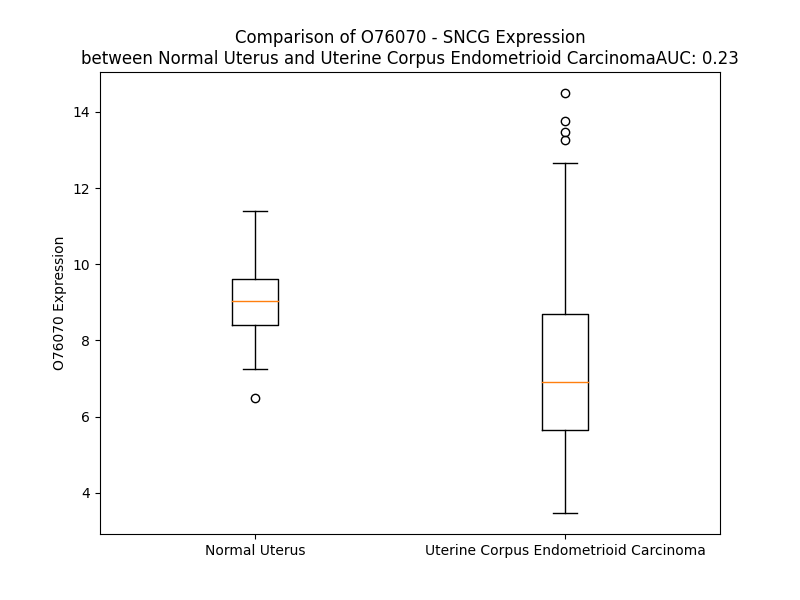 Comparison of O76070 - SNCG Expression
between Normal Uterus and Uterine Corpus Endometrioid CarcinomaAUC: 0.23
O76070 Expression
14
12
10
8
6
4
Normal Uterus
Uterine Corpus Endometrioid Carcinoma